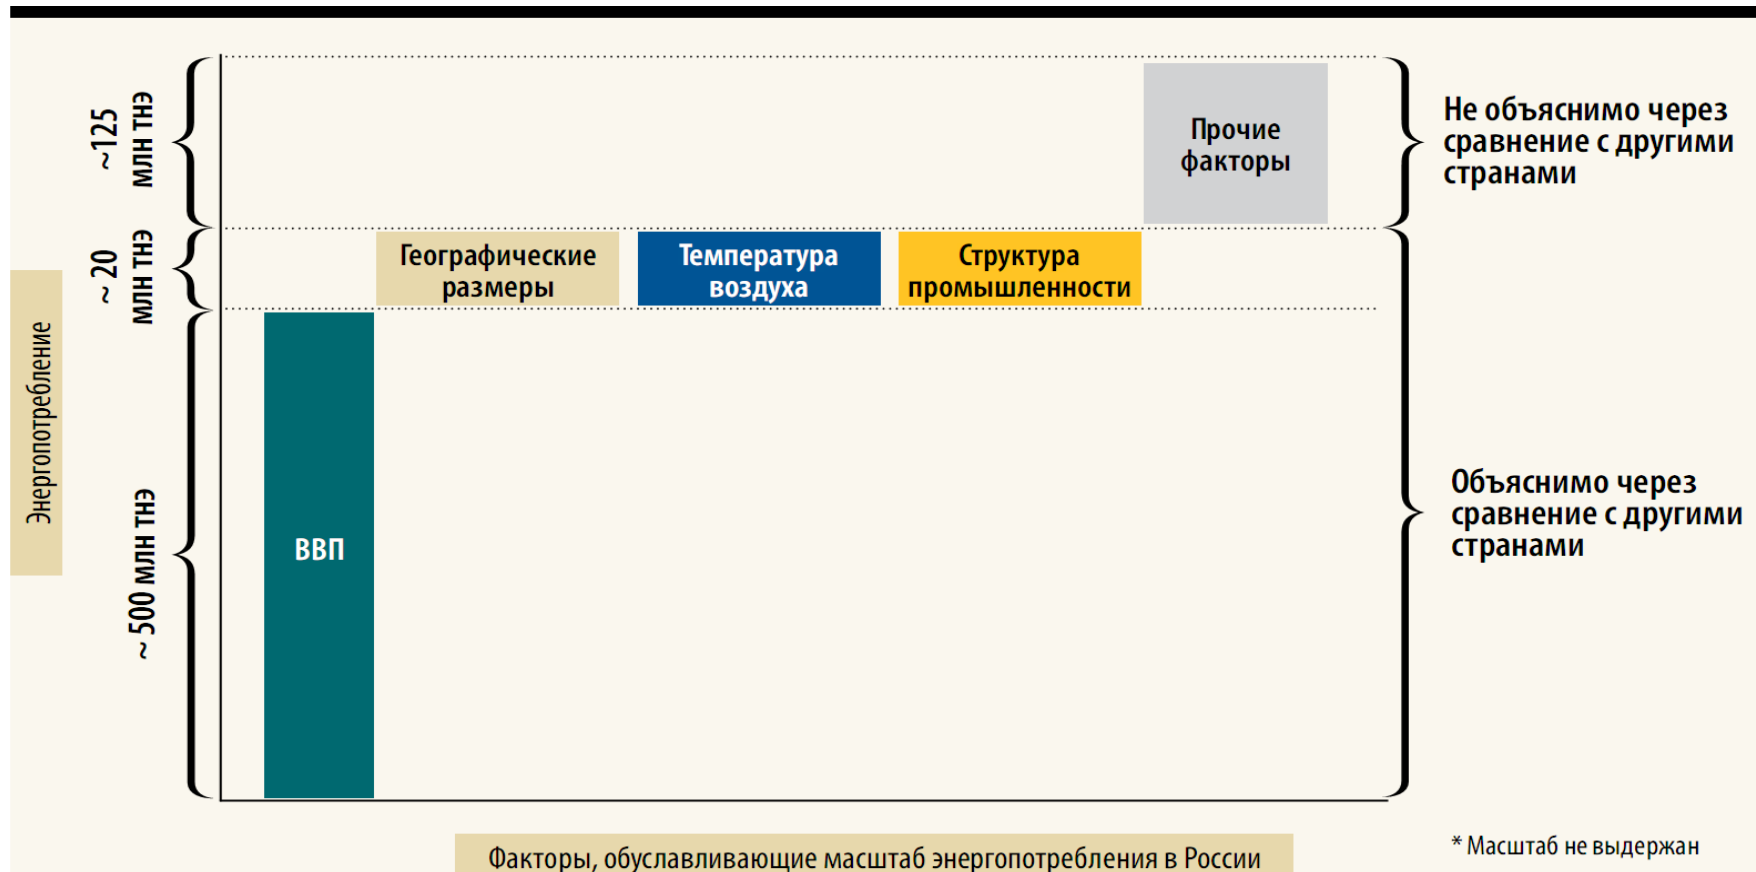 ~125
млн тнэ
Прочие
факторы
Не объяснимо через
сравнение с другими
странами
~ 20
млн тнэ
Географические
размеры
Температура
воздуха
Структура
промышленности
Энергопотребление
~ 500 млн тнэ
ВВП
Объяснимо через
сравнение с другими
странами
Факторы, обуславливающие масштаб энергопотребления в России
* Масштаб не выдержан